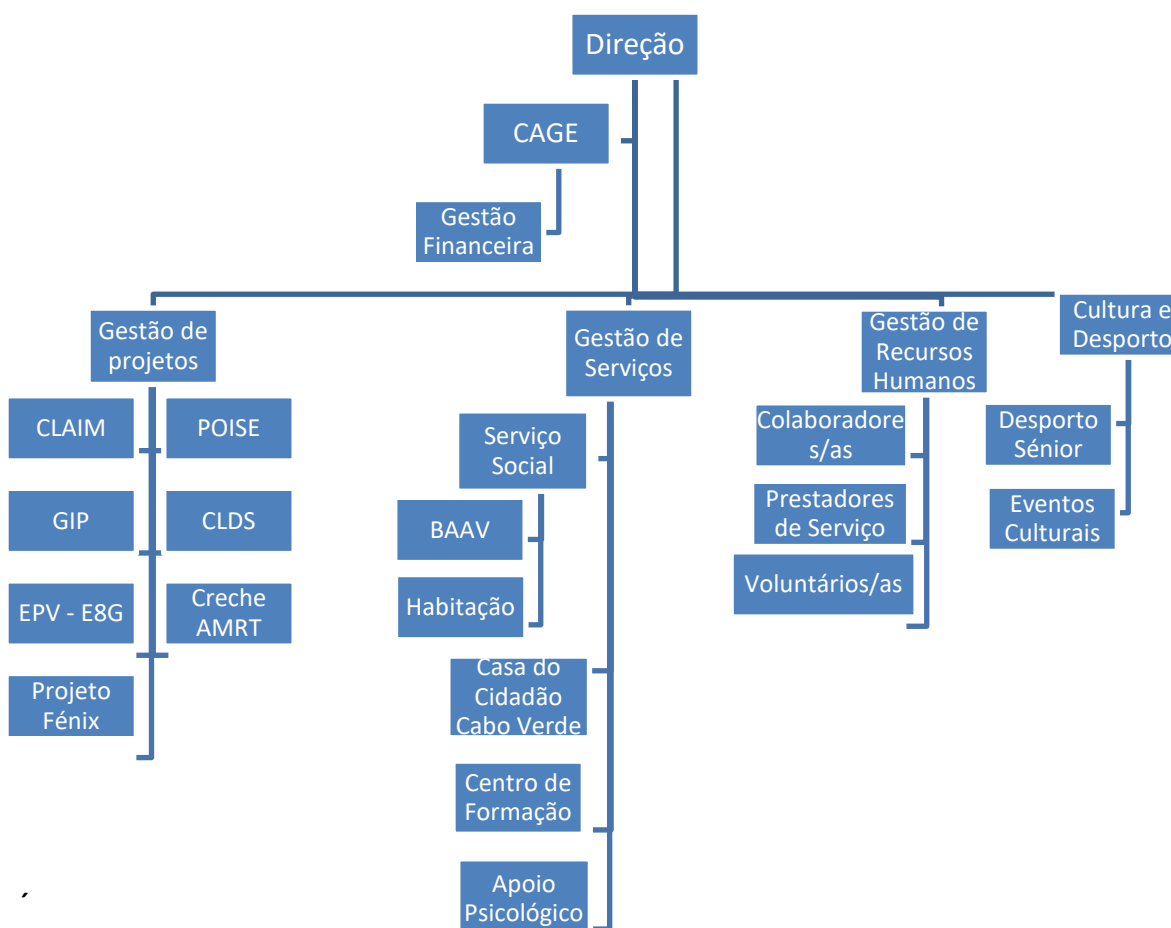 Direção
CAGE
Gestão
Financeira
Gestão de
projetos
CLAIM
POISE
GIP
CLDS
EPV - E8G
Creche
AMRT
Projeto
Fénix
Gestão de
Serviços
Serviço
Social
BAAV
Habitação
Casa do
Cidadão
Cabo Verde
Centro de
Formação
Apoio
Psicológico
Gestão de
Recursos
Humanos
Colaboradore
s/as
Prestadores
de Serviço
Voluntários/as
Cultura e
Desporto
Desporto
Sénior
Eventos
Culturais
´